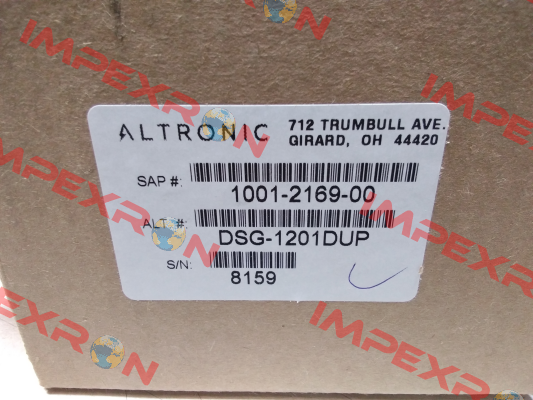 ALTRONIC 712 TRUMBULL AVE.
GIRARD, OH 44420
SAP #:
1001-2169-00
ALT. #:
DSG-1201DUP
S/N:
8159
IMPEXRON
IMPEXRON
IMPEXRON
IMPEXRON